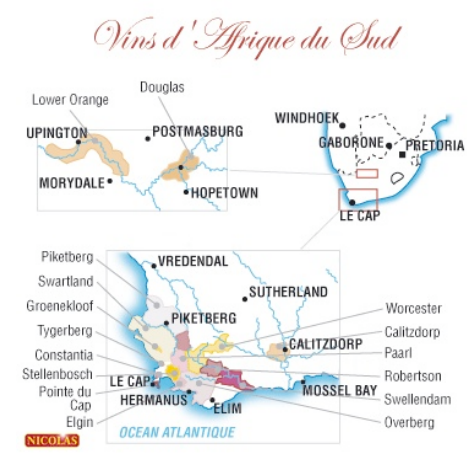 Vins d'Afrique du Sud
Douglas
Lower Orange
UPINGTON
POSTMASBURG
MORYDALE
HOPETOWN
WINDHOEK
GABORONE
PRETORIA
LE CAP
Piketberg
Swartland
Groenekloof
Tygerberg
Constantia
Stellenbosch
Pointe du
Cap
Elgin
VREDENDAL
SUTHERLAND
PIKETBERG
CALITZDORP
LE CAP
HERMANUS
ELIM
MOSSEL BAY
OCEAN ATLANTIQUE
Worcester
Calitzdorp
Paarl
Robertson
Swellendam
Overberg
NICOLAS